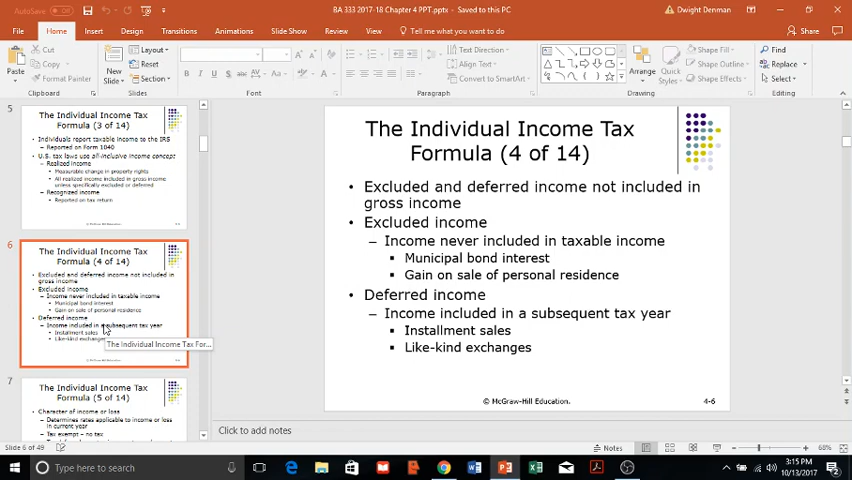 AutoSave Off
BA 333 2017-18 Chapter 4 PPT.pptx - Saved to this PC
Dwight Denman
File Home Insert Design Transitions Animations Slide Show Review View Tell me what you want to do
Paste
Cut
Copy
Format Painter
Clipboard
New Slide
Layout
Reset
Section
Slides
B I U S abc AV Aa A
Font
Text Direction
Align Text
Convert to SmartArt
Paragraph
Arrange
Quick Styles
Shape Fill
Shape Outline
Shape Effects
Drawing
Find
Replace
Select
Editing
5
The Individual Income Tax
Formula (3 of 14)
Individuals report taxable income to the IRS
– Reported on Form 1040
U.S. tax laws use all-inclusive income concept
– Realized income
Measurable change in property rights
All realized income included in gross income
unless specifically excluded or deferred
– Recognized income
Reported on tax return
6
The Individual Income Tax
Formula (4 of 14)
Excluded and deferred income not included in
gross income
Excluded income
– Income never included in taxable income
Municipal bond interest
Gain on sale of personal residence
Deferred income
– Income included in a subsequent tax year
Installment sales
Like-kind exchanges
The Individual Income Tax For...
7
The Individual Income Tax
Formula (5 of 14)
Character of income or loss
– Determines rates applicable to income or loss
in current year
– Tax exempt – no tax
The Individual Income Tax
Formula (4 of 14)
• Excluded and deferred income not included in
gross income
• Excluded income
– Income never included in taxable income
▪ Municipal bond interest
▪ Gain on sale of personal residence
• Deferred income
– Income included in a subsequent tax year
▪ Installment sales
▪ Like-kind exchanges
© McGraw-Hill Education.
4-6
Click to add notes
Slide 6 of 49
Notes
68%
Type here to search
3:15 PM
10/13/2017